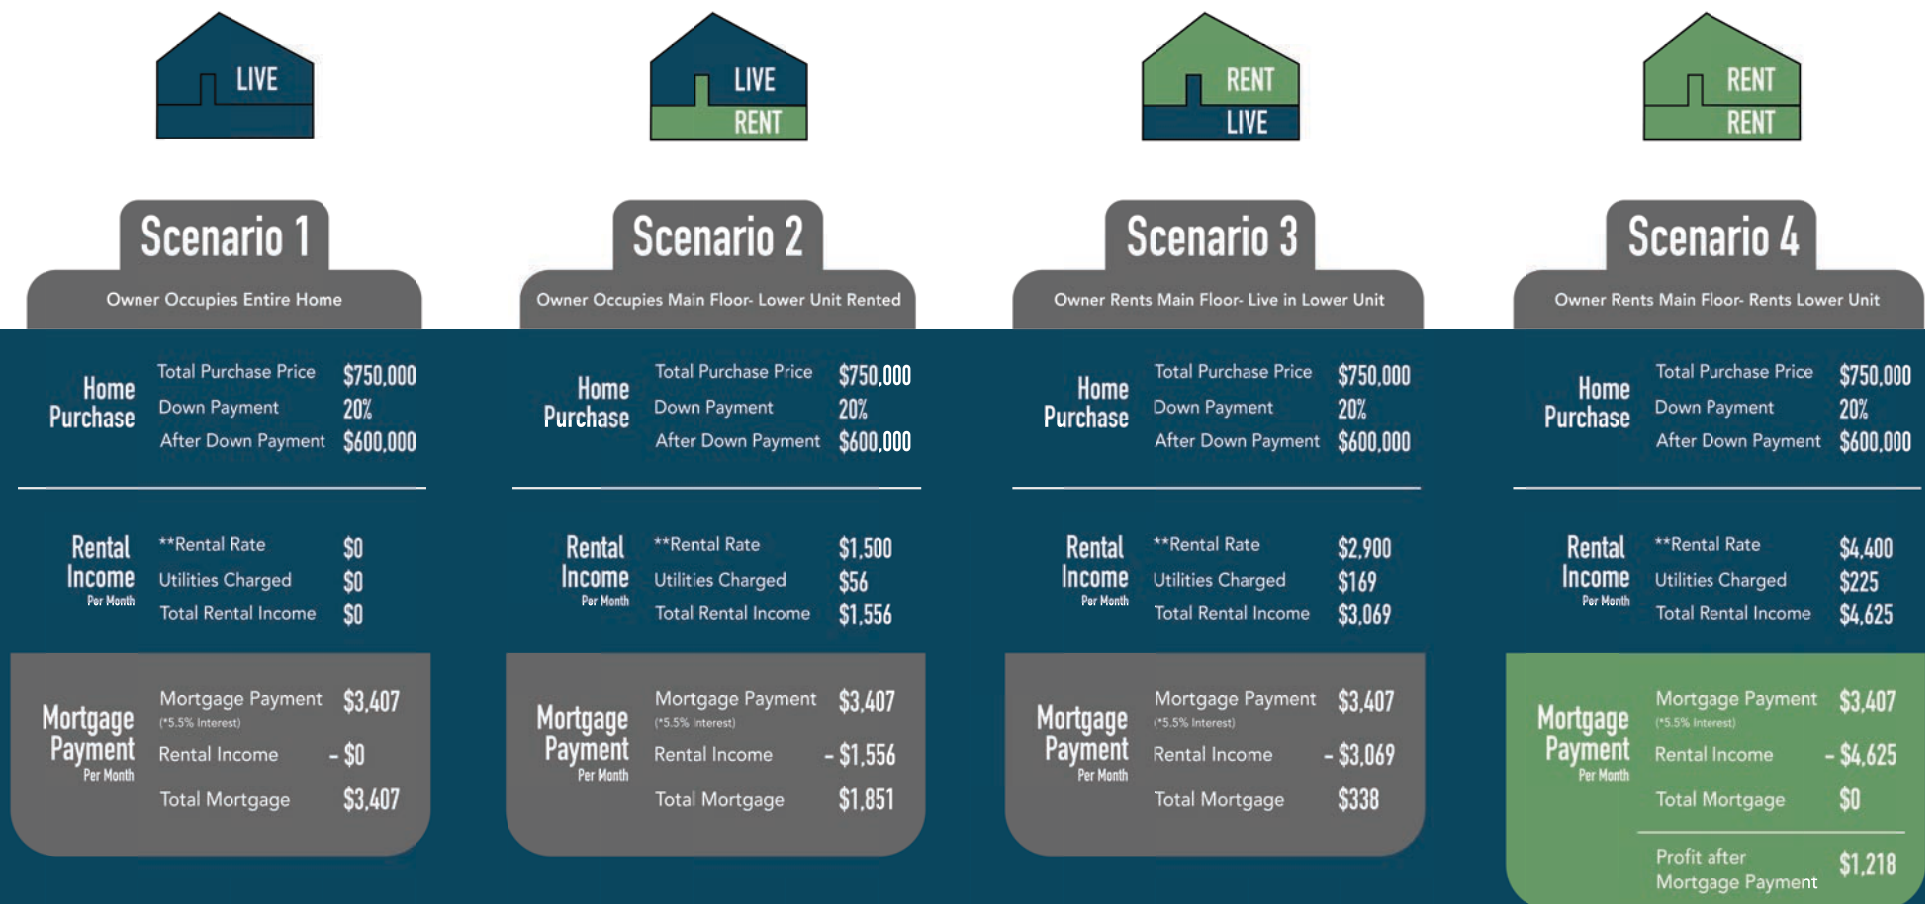 LIVE
Scenario 1
Owner Occupies Entire Home
Home
Purchase
Total Purchase Price $750,000
Down Payment 20%
After Down Payment $600,000
Rental
Income
Per Month
**Rental Rate $0
Utilities Charged $0
Total Rental Income $0
Mortgage
Payment
Per Month
Mortgage Payment $3,407
(*5.5% Interest)
Rental Income - $0
Total Mortgage $3,407
LIVE
RENT
Scenario 2
Owner Occupies Main Floor- Lower Unit Rented
Home
Purchase
Total Purchase Price $750,000
Down Payment 20%
After Down Payment $600,000
Rental
Income
Per Month
**Rental Rate $1,500
Utilities Charged $56
Total Rental Income $1,556
Mortgage
Payment
Per Month
Mortgage Payment $3,407
(*5.5% Interest)
Rental Income - $1,556
Total Mortgage $1,851
RENT
LIVE
Scenario 3
Owner Rents Main Floor- Live in Lower Unit
Home
Purchase
Total Purchase Price $750,000
Down Payment 20%
After Down Payment $600,000
Rental
Income
Per Month
**Rental Rate $2,900
Utilities Charged $169
Total Rental Income $3,069
Mortgage
Payment
Per Month
Mortgage Payment $3,407
(*5.5% Interest)
Rental Income - $3,069
Total Mortgage $338
RENT
RENT
Scenario 4
Owner Rents Main Floor- Rents Lower Unit
Home
Purchase
Total Purchase Price $750,000
Down Payment 20%
After Down Payment $600,000
Rental
Income
Per Month
**Rental Rate $4,400
Utilities Charged $225
Total Rental Income $4,625
Mortgage
Payment
Per Month
Mortgage Payment $3,407
(*5.5% Interest)
Rental Income - $4,625
Total Mortgage $0
Profit after
Mortgage Payment $1,218